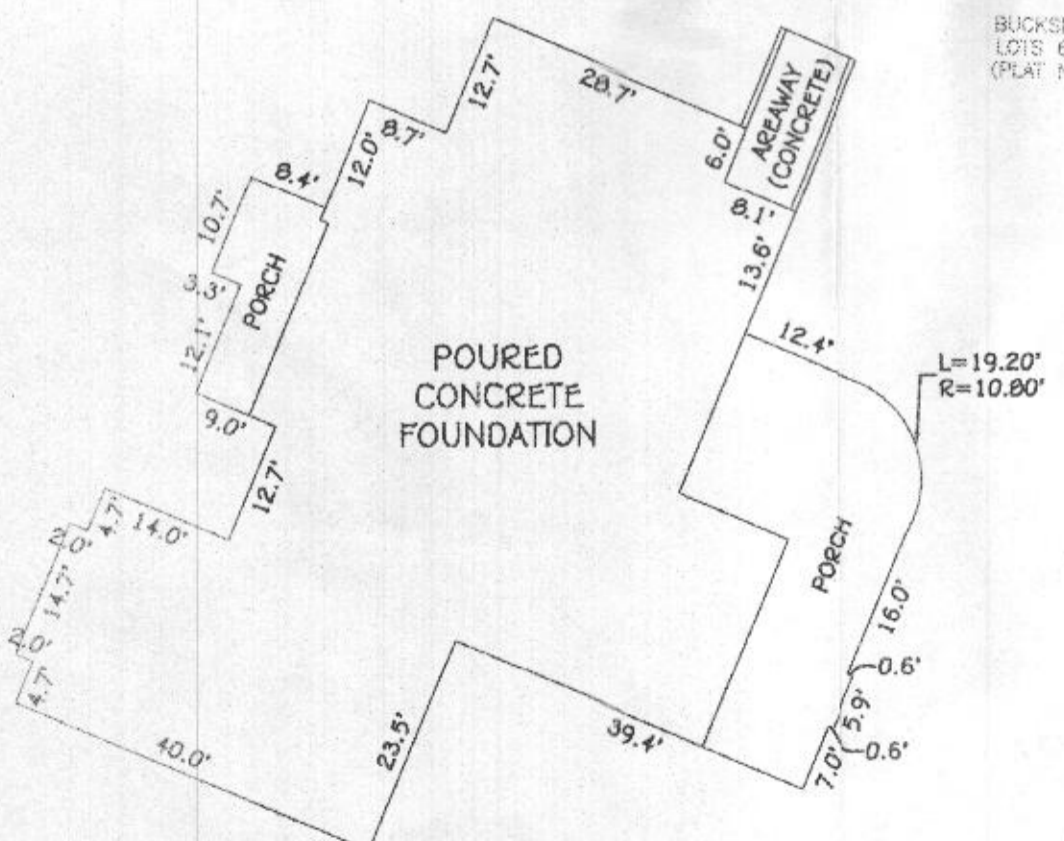 BUCKS
LOTS
(PLAT
28.7'
12.7'
AREAWAY
(CONCRETE)
6.0'
8.7'
12.0'
8.4'
8.1'
10.7'
13.6'
3.3'
PORCH
12.1'
12.4'
POURED
CONCRETE
FOUNDATION
L=19.20'
R=10.80'
9.0'
12.7'
4.7'
14.0'
2.0'
PORCH
14.7'
16.0'
2.0'
0.6'
4.7'
5.9'
0.6'
39.4'
7.0'
23.5'
40.0'